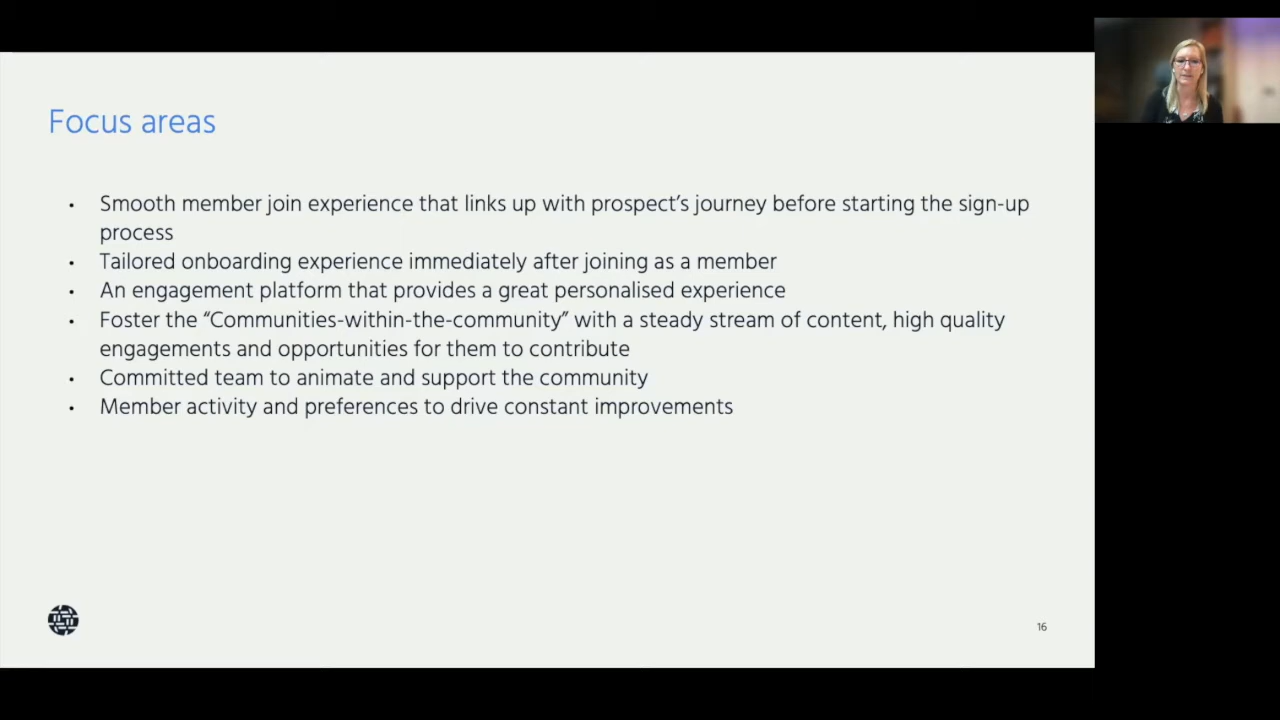 Focus areas
• Smooth member join experience that links up with prospect’s journey before starting the sign-up
process
• Tailored onboarding experience immediately after joining as a member
• An engagement platform that provides a great personalised experience
• Foster the “Communities-within-the-community” with a steady stream of content, high quality
engagements and opportunities for them to contribute
• Committed team to animate and support the community
• Member activity and preferences to drive constant improvements
16